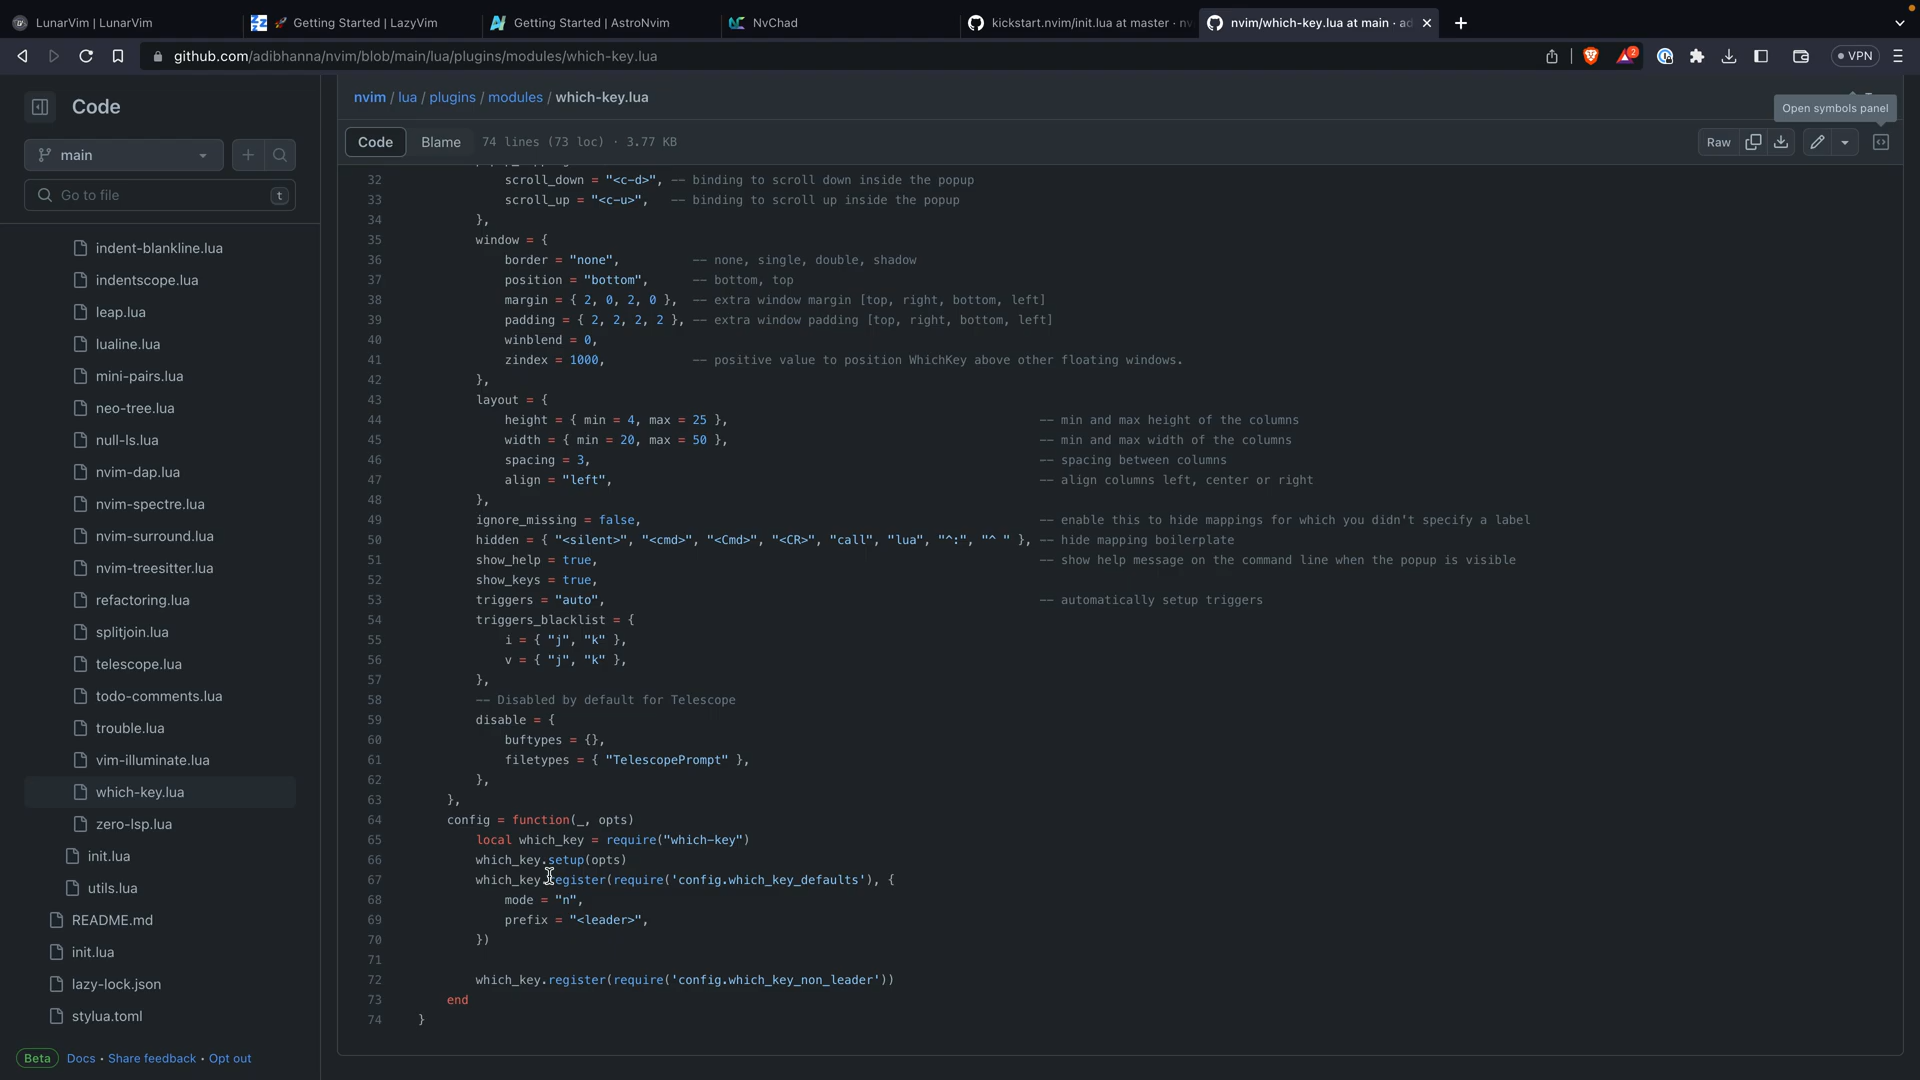 LunarVim | LunarVim
🚀 Getting Started | LazyVim
Getting Started | AstroNvim
NvChad
kickstart.nvim/init.lua at master · nv
nvim/which-key.lua at main · ad
github.com/adibhanna/nvim/blob/main/lua/plugins/modules/which-key.lua
2
VPN
Code
main
Go to file
t
indent-blankline.lua
indentscope.lua
leap.lua
lualine.lua
mini-pairs.lua
neo-tree.lua
null-ls.lua
nvim-dap.lua
nvim-spectre.lua
nvim-surround.lua
nvim-treesitter.lua
refactoring.lua
splitjoin.lua
telescope.lua
todo-comments.lua
trouble.lua
vim-illuminate.lua
which-key.lua
zero-lsp.lua
init.lua
utils.lua
README.md
init.lua
lazy-lock.json
stylua.toml
Beta Docs · Share feedback · Opt out
nvim / lua / plugins / modules / which-key.lua
Open symbols panel
Code Blame 74 lines (73 loc) · 3.77 KB
Raw
32 scroll_down = "<c-d>", -- binding to scroll down inside the popup
33 scroll_up = "<c-u>", -- binding to scroll up inside the popup
34 },
35 window = {
36 border = "none", -- none, single, double, shadow
37 position = "bottom", -- bottom, top
38 margin = { 2, 0, 2, 0 }, -- extra window margin [top, right, bottom, left]
39 padding = { 2, 2, 2, 2 }, -- extra window padding [top, right, bottom, left]
40 winblend = 0,
41 zindex = 1000, -- positive value to position WhichKey above other floating windows.
42 },
43 layout = {
44 height = { min = 4, max = 25 }, -- min and max height of the columns
45 width = { min = 20, max = 50 }, -- min and max width of the columns
46 spacing = 3, -- spacing between columns
47 align = "left", -- align columns left, center or right
48 },
49 ignore_missing = false, -- enable this to hide mappings for which you didn't specify a label
50 hidden = { "<silent>", "<cmd>", "<Cmd>", "<CR>", "call", "lua", "^:", "^ " }, -- hide mapping boilerplate
51 show_help = true, -- show help message on the command line when the popup is visible
52 show_keys = true,
53 triggers = "auto", -- automatically setup triggers
54 triggers_blacklist = {
55 i = { "j", "k" },
56 v = { "j", "k" },
57 },
58 -- Disabled by default for Telescope
59 disable = {
60 buftypes = {},
61 filetypes = { "TelescopePrompt" },
62 },
63 },
64 config = function(_, opts)
65 local which_key = require("which-key")
66 which_key.setup(opts)
67 which_key.register(require('config.which_key_defaults'), {
68 mode = "n",
69 prefix = "<leader>",
70 })
71
72 which_key.register(require('config.which_key_non_leader'))
73 end
74 }